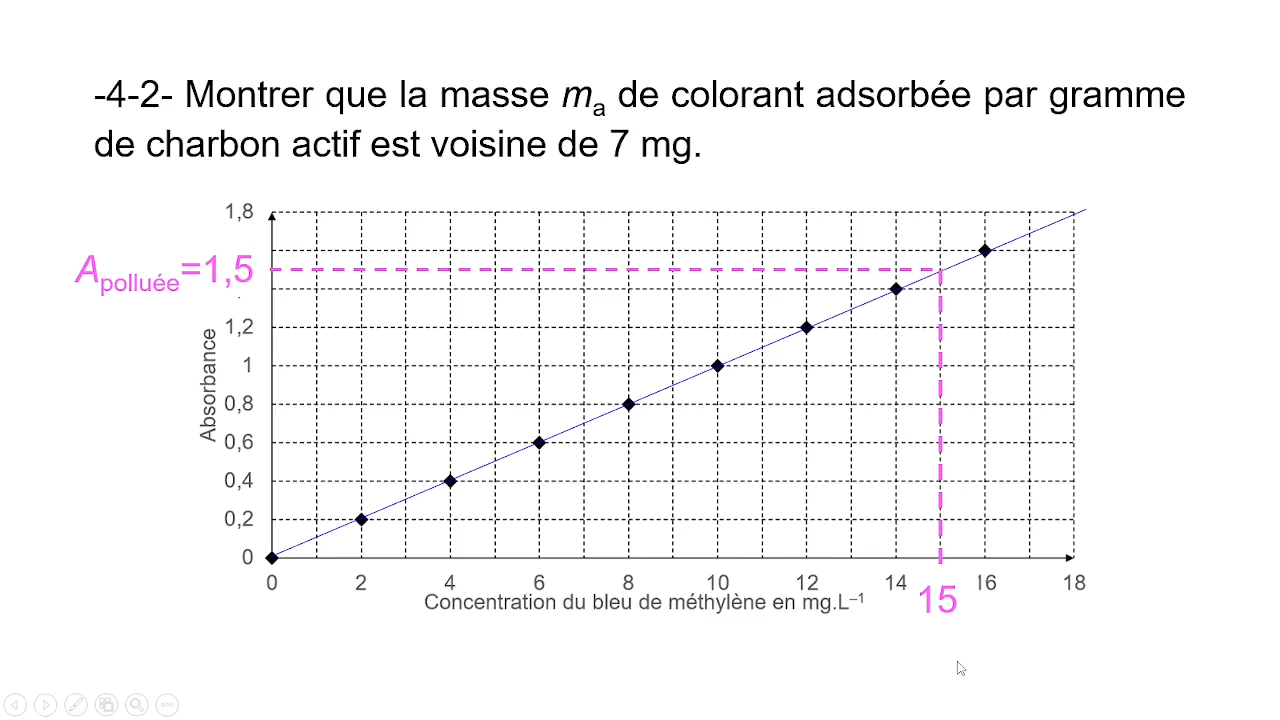 -4-2- Montrer que la masse ma de colorant adsorbée par gramme
de charbon actif est voisine de 7 mg.
1,8
Apolluée=1,5
1,2
1
0,8
0,6
0,4
0,2
0
Absorbance
0 2 4 6 8 10 12 14 16 18
Concentration du bleu de méthylène en mg.L–1
15